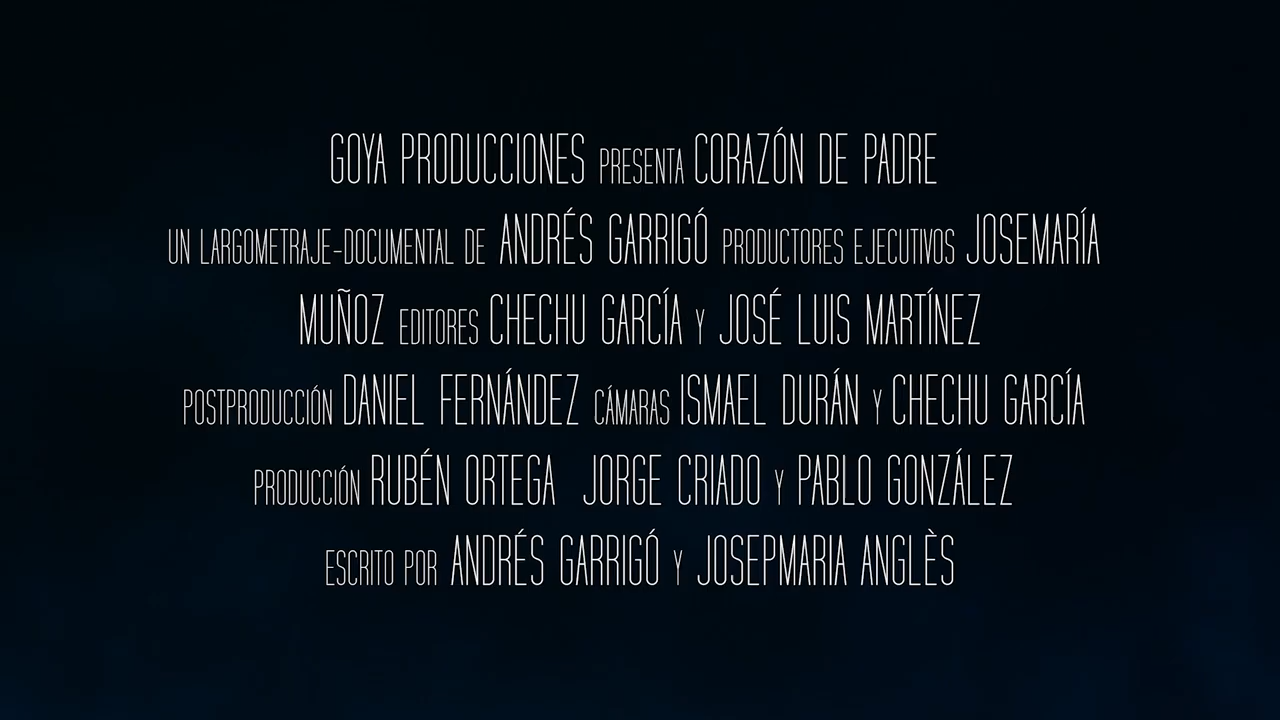 GOYA PRODUCCIONES PRESENTA CORAZÓN DE PADRE
UN LARGOMETRAJE-DOCUMENTAL DE ANDRÉS GARRIGÓ PRODUCTORES EJECUTIVOS JOSEMARÍA
MUÑOZ EDITORES CHECHU GARCÍA Y JOSÉ LUIS MARTÍNEZ
POSTPRODUCCIÓN DANIEL FERNÁNDEZ CÁMARAS ISMAEL DURÁN Y CHECHU GARCÍA
PRODUCCIÓN RUBÉN ORTEGA JORGE CRIADO Y PABLO GONZÁLEZ
ESCRITO POR ANDRÉS GARRIGÓ Y JOSEPMARIA ANGLÈS